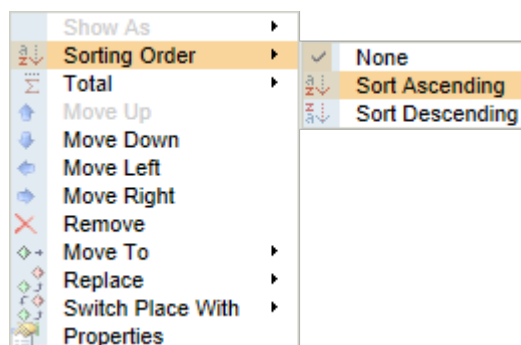 Show As
Sorting Order
Total
Move Up
Move Down
Move Left
Move Right
Remove
Move To
Replace
Switch Place With
Properties
None
Sort Ascending
Sort Descending